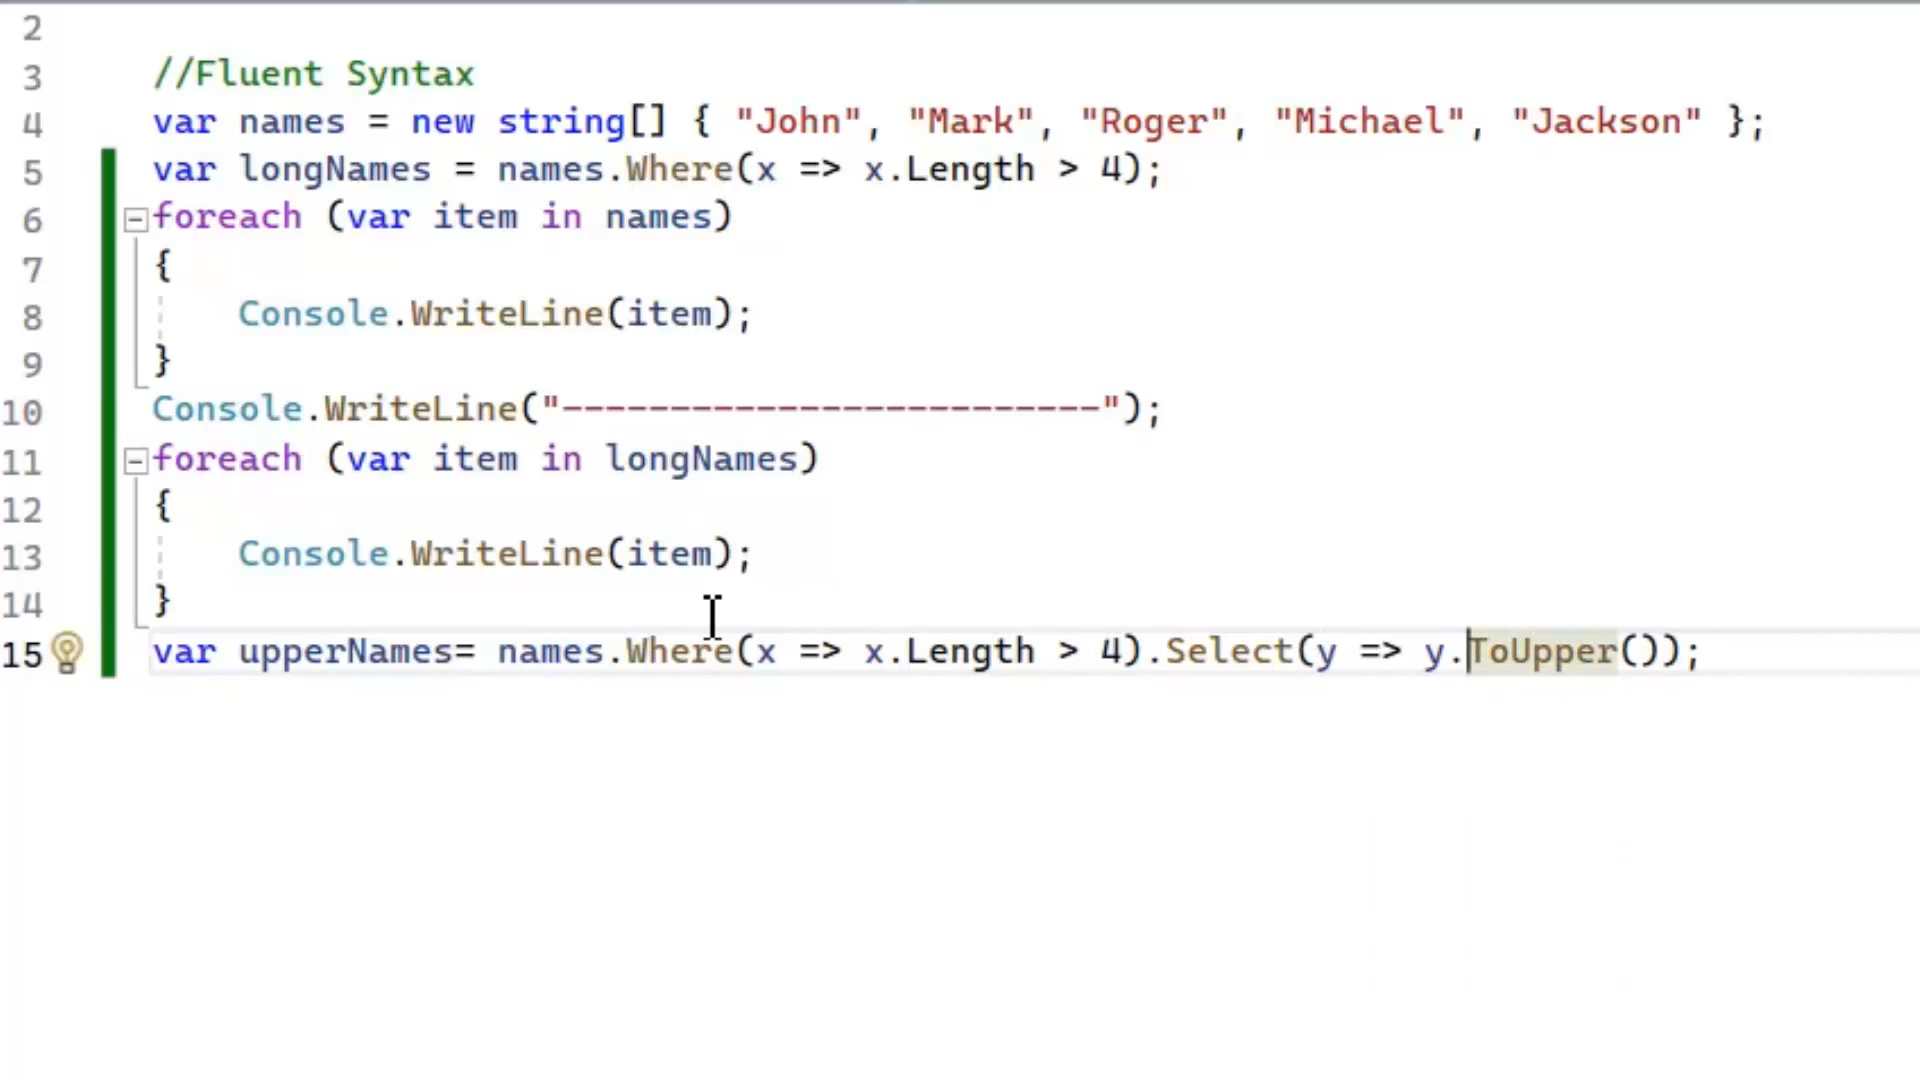 2
3 //Fluent Syntax
4 var names = new string[] { "John", "Mark", "Roger", "Michael", "Jackson" };
5 var longNames = names.Where(x => x.Length > 4);
6 foreach (var item in names)
7 {
8 Console.WriteLine(item);
9 }
10 Console.WriteLine("-------------------------");
11 foreach (var item in longNames)
12 {
13 Console.WriteLine(item);
14 }
15 var upperNames= names.Where(x => x.Length > 4).Select(y => y.ToUpper());